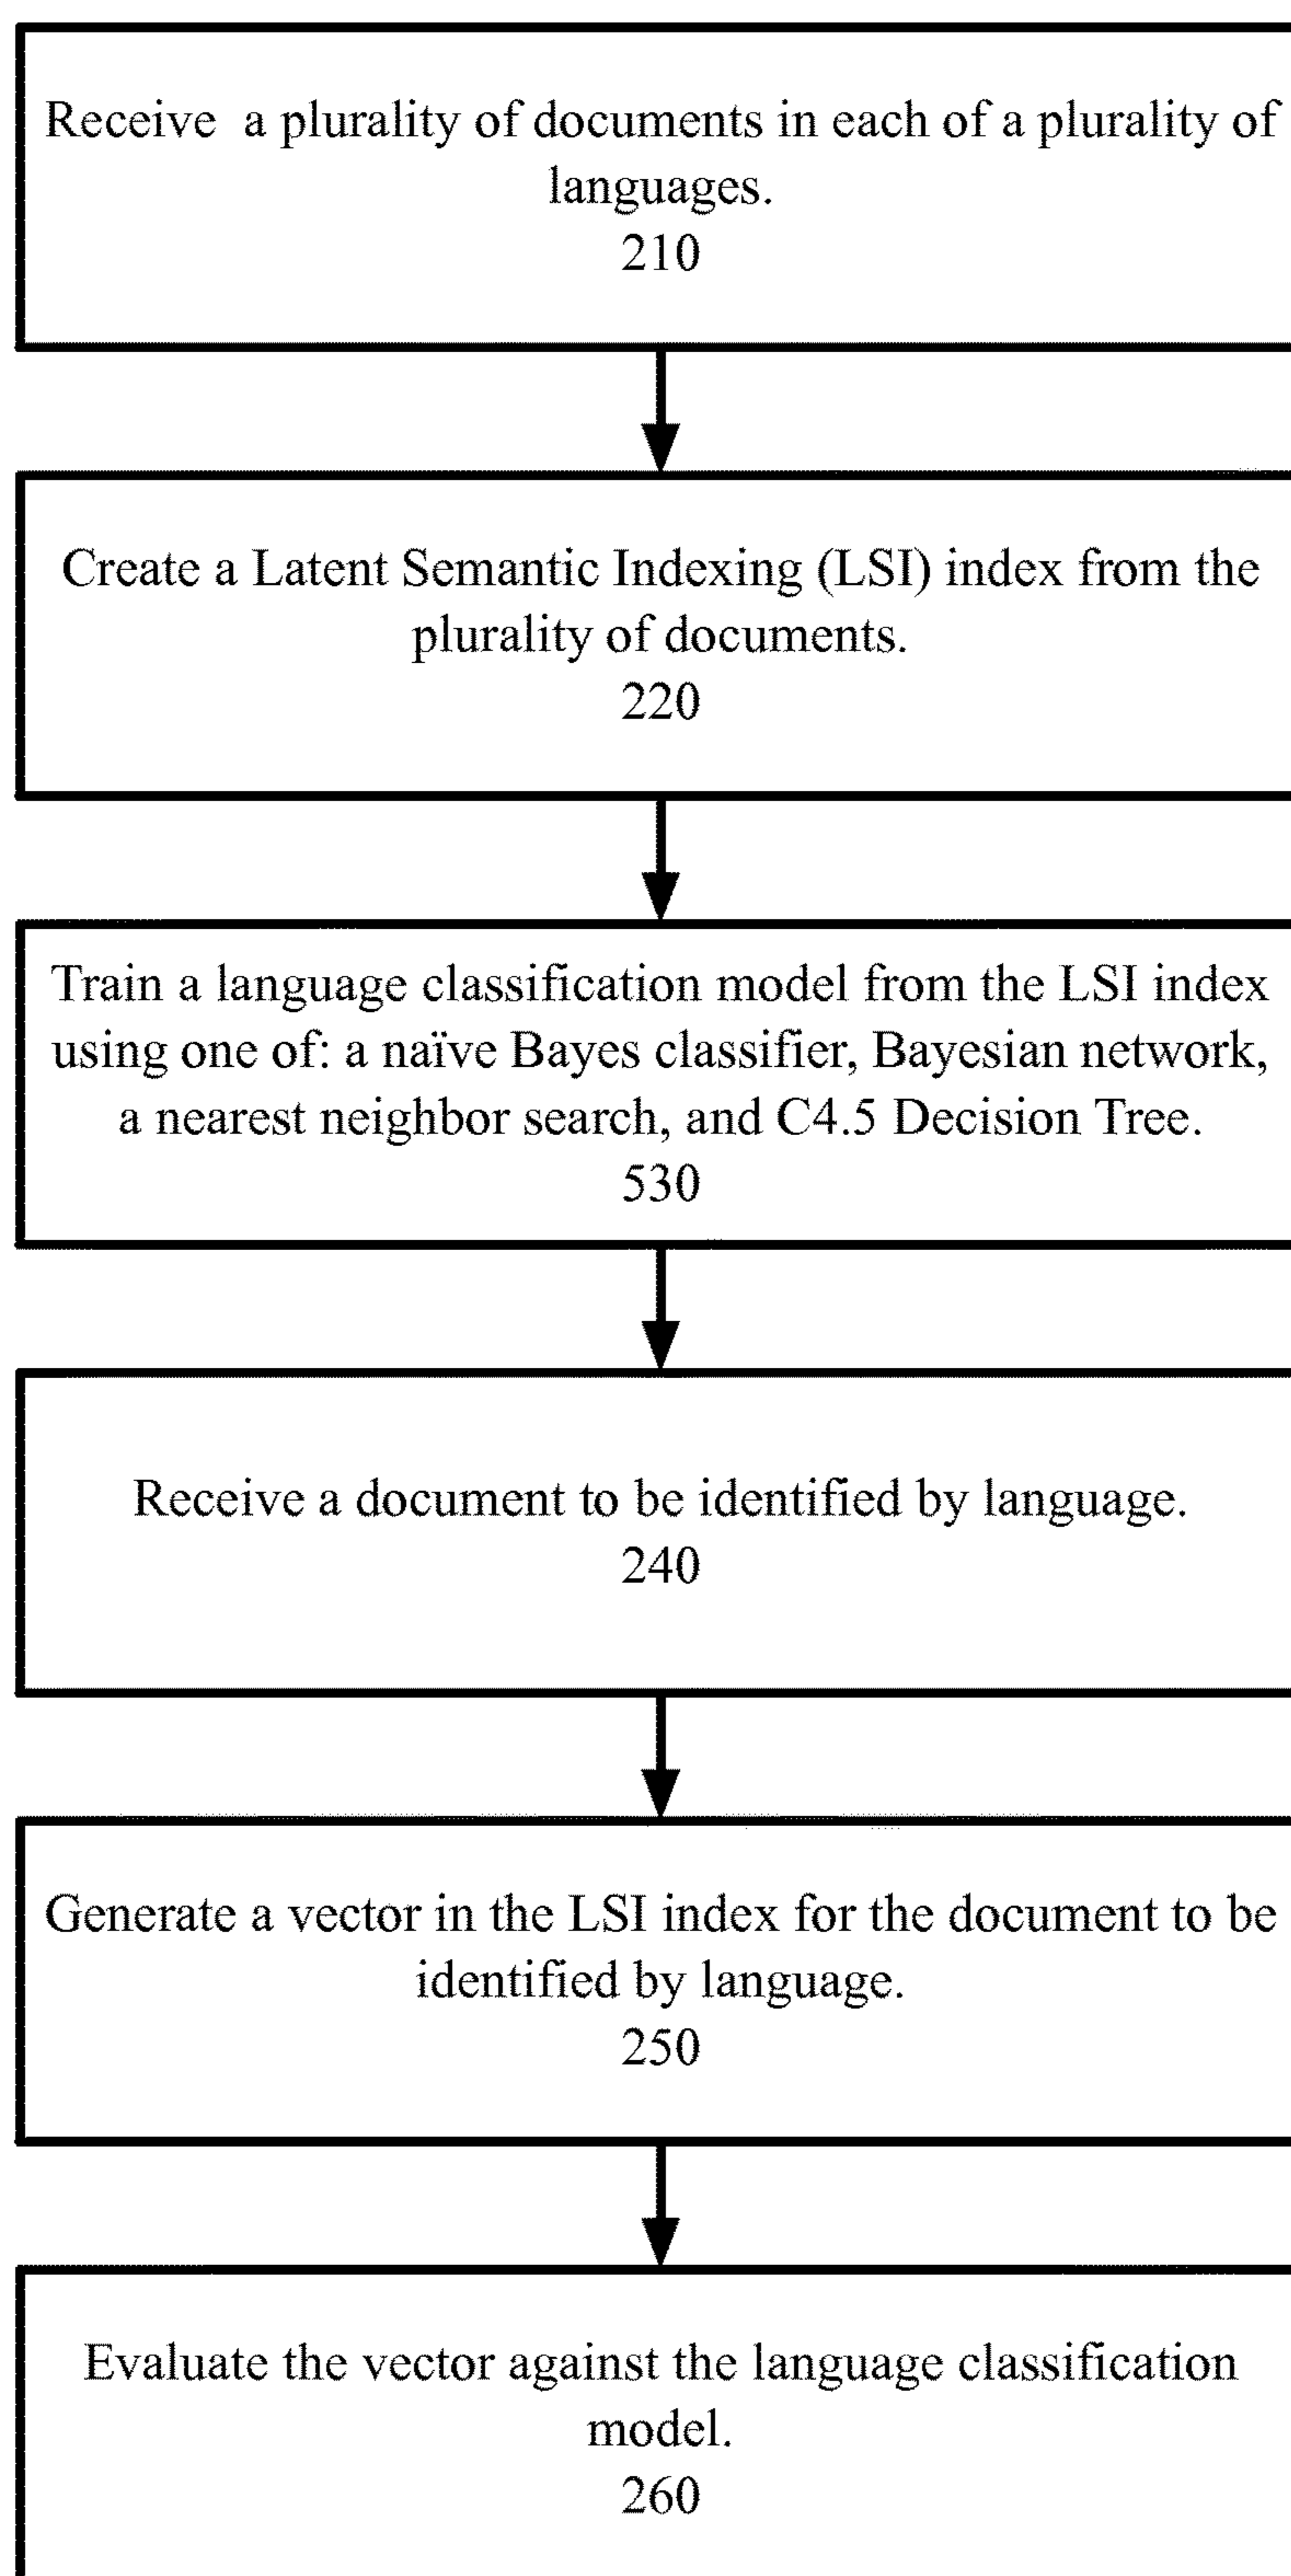 Receive a plurality of documents in each of a plurality of
languages.
210
Create a Latent Semantic Indexing (LSI) index from the
plurality of documents.
220
Train a language classification model from the LSI index
using one of: a naïve Bayes classifier, Bayesian network,
a nearest neighbor search, and C4.5 Decision Tree.
530
Receive a document to be identified by language.
240
Generate a vector in the LSI index for the document to be
identified by language.
250
Evaluate the vector against the language classification
model.
260